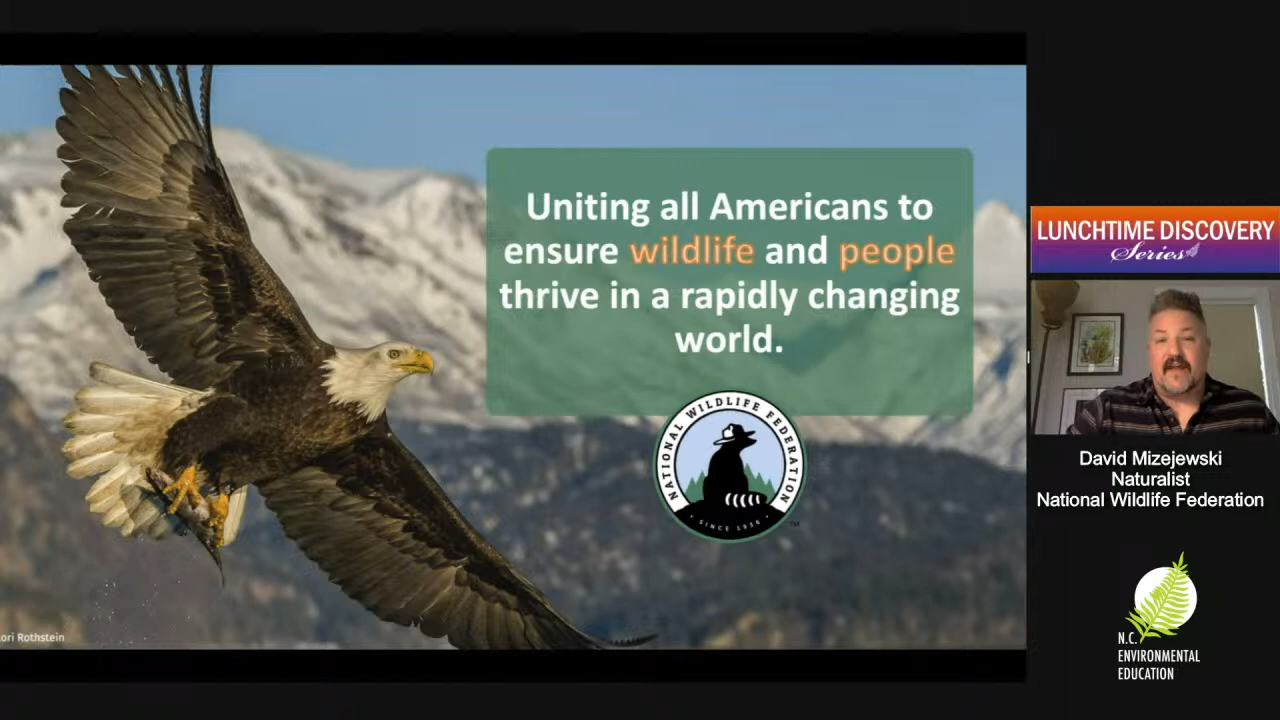 Uniting all Americans to
ensure wildlife and people
thrive in a rapidly changing
world.
NATIONAL WILDLIFE FEDERATION
SINCE 1936
TM
ori Rothstein
LUNCHTIME DISCOVERY
Series
David Mizejewski
Naturalist
National Wildlife Federation
N.C.
ENVIRONMENTAL
EDUCATION